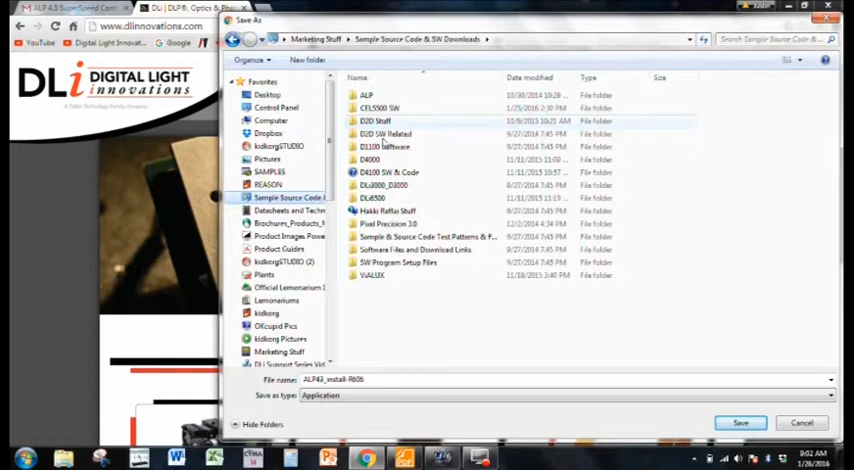 ALP 4.3 SuperSpeed Com
DLi | DLP®, Optics & Phot
www.dlinnovations.com
YouTube
Digital Light Innovat...
Google
DLi DIGITAL LIGHT innovations
Save As
Marketing Stuff
Sample Source Code & SW Downloads
Search Sample Source Code &...
Organize
New folder
Name
Date modified
Type
Size
Favorites
Desktop
Control Panel
Computer
Dropbox
kidkorgSTUDIO
Pictures
SAMPLES
REASON
Sample Source Code &
Datasheets and Techn
Brochures_Products_N
Product Images Powe
Product Guides
kidkorgSTUDIO (2)
Plants
Official Lemonarium I
Lemonariums
kidkorg
OKcupid Pics
kidkorg Pictures
Marketing Stuff
DLi Support Series Vid
ALP 10/30/2014 10:29 ... File folder
CEL5500 SW 1/25/2016 2:30 PM File folder
D2D Stuff 10/9/2015 10:21 AM File folder
D2D SW Related 9/27/2014 7:45 PM File folder
D1100 Software 9/27/2014 7:45 PM File folder
D4000 11/11/2015 11:09 ... File folder
D4100 SW & Code 11/11/2015 10:57 ... File folder
DLi3000_D3000 9/27/2014 7:45 PM File folder
DLi6500 11/11/2015 11:19 ... File folder
Hakki Reffai Stuff 9/27/2014 7:45 PM File folder
Pixel Precision 3.0 12/2/2014 4:34 PM File folder
Sample & Source Code Test Patterns & F... 9/27/2014 7:45 PM File folder
Software Files and Download Links 9/27/2014 7:45 PM File folder
SW Program Setup Files 9/27/2014 7:45 PM File folder
ViALUX 11/18/2015 3:40 PM File folder
File name: ALP43_install-R606
Save as type: Application
Hide Folders
Save
Cancel
9:02 AM
1/26/2016